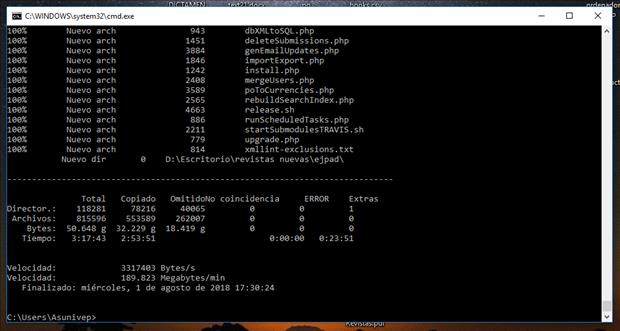 DICTAMEN text21.docx books.csv ordenador
C:\WINDOWS\system32\cmd.exe
100% Nuevo arch 943 dbXMLtoSQL.php
100% Nuevo arch 1451 deleteSubmissions.php
100% Nuevo arch 3884 genEmailUpdates.php
100% Nuevo arch 1846 importExport.php
100% Nuevo arch 1242 install.php
100% Nuevo arch 2408 mergeUsers.php
100% Nuevo arch 3589 poToCurrencies.php
100% Nuevo arch 2565 rebuildSearchIndex.php
100% Nuevo arch 4663 release.sh
100% Nuevo arch 886 runScheduledTasks.php
100% Nuevo arch 2211 startSubmodulesTRAVIS.sh
100% Nuevo arch 779 upgrade.php
100% Nuevo arch 814 xmllint-exclusions.txt
Nuevo dir 0 D:\Escritorio\revistas nuevas\ejpad\
------------------------------------------------------------------------------
Total Copiado OmitidoNo coincidencia ERROR Extras
Director.: 118281 78216 40065 0 0 1
Archivos: 815596 553589 262007 0 0 0
Bytes: 50.648 g 32.229 g 18.419 g 0 0 0
Tiempo: 3:17:43 2:53:51 0:00:00 0:23:51
Velocidad: 3317403 Bytes/s
Velocidad: 189.823 Megabytes/min
Finalizado: miércoles, 1 de agosto de 2018 17:30:24
C:\Users\Asunivep>
Revistas.pdf